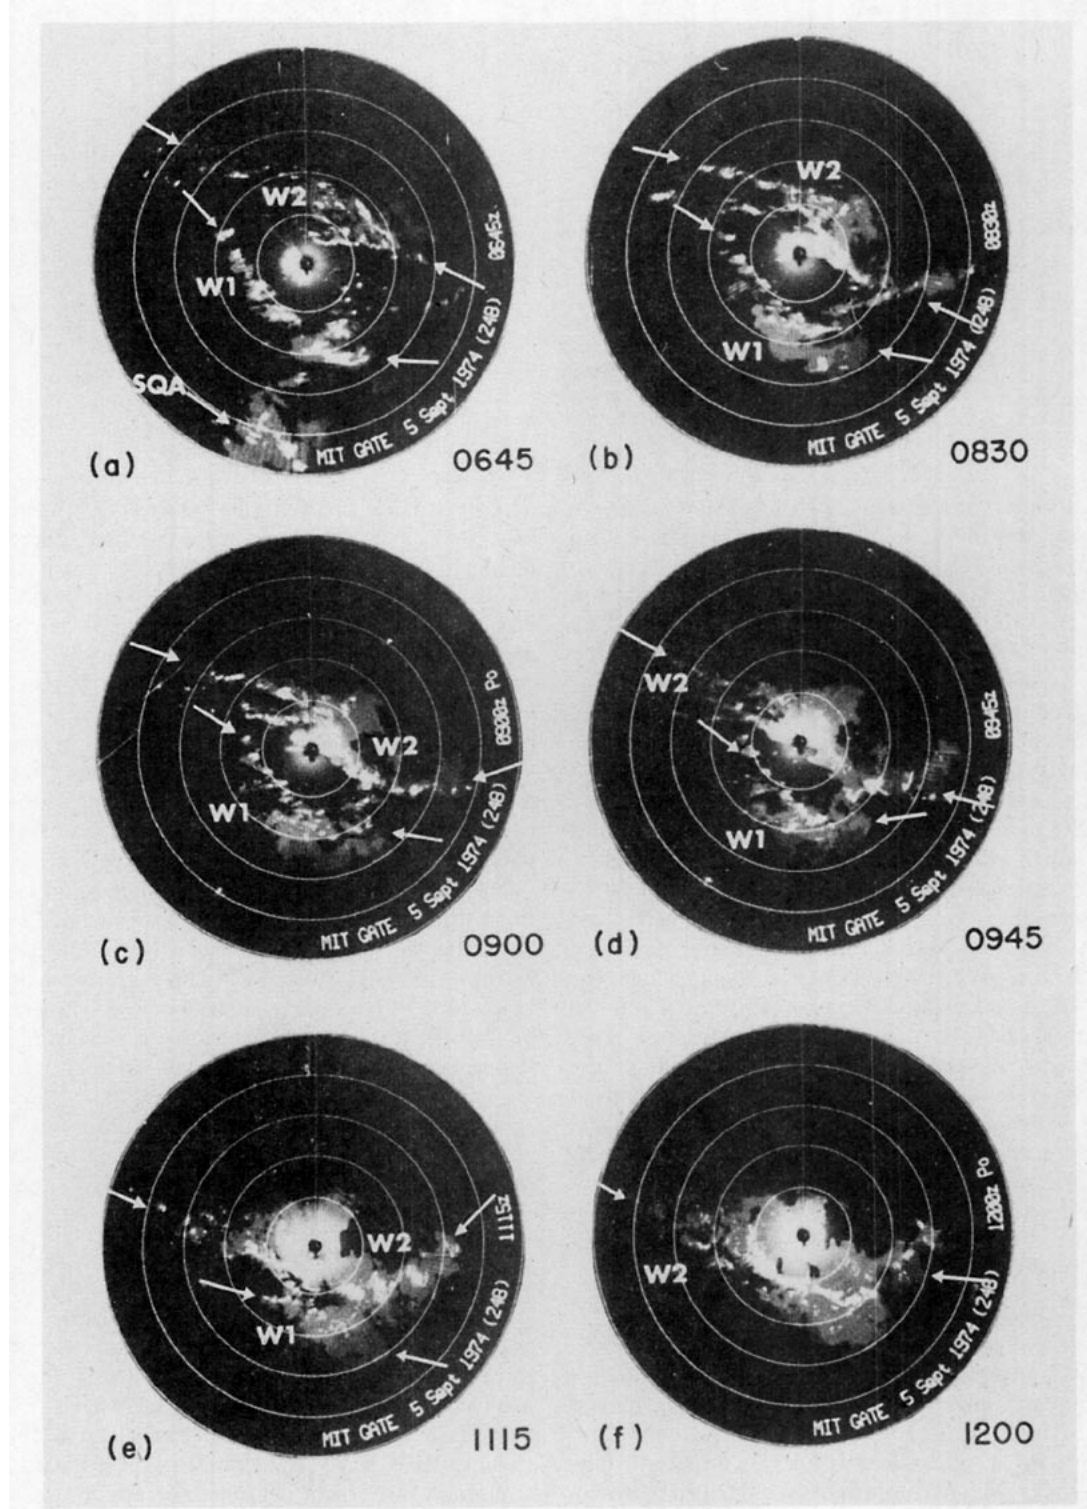 W2
W1
SQA
0645z
MIT GATE 5 Sept 1974 (248)
(a)
0645
W2
W1
0830z
MIT GATE 5 Sept 1974 (248)
(b)
0830
W2
W1
0900z Po
MIT GATE 5 Sept 1974 (248)
(c)
0900
W2
W1
0945z
MIT GATE 5 Sept 1974 (248)
(d)
0945
W2
W1
1115z
MIT GATE 5 Sept 1974 (248)
(e)
1115
W2
1200z Po
MIT GATE 5 Sept 1974 (248)
(f)
1200